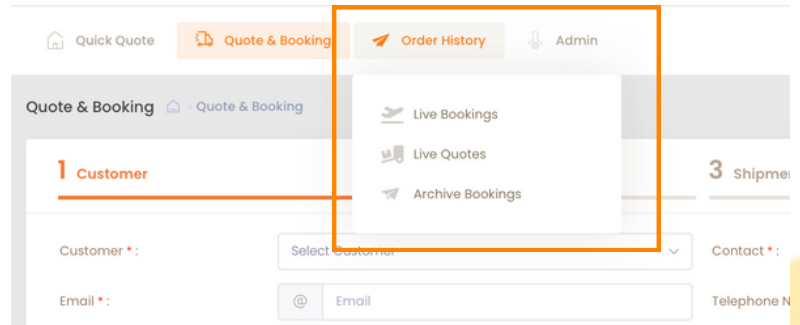 Quick Quote Quote & Booking Order History Admin
Quote & Booking Quote & Booking
Live Bookings
Live Quotes
Archive Bookings
1 Customer
3
Customer * :
Select Customer
Contact * :
Email * :
@ Email
Telephone